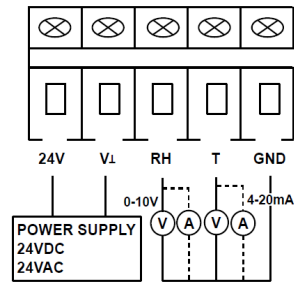 24V V⊥ RH T GND
0-10V 4-20mA
V A V A
POWER SUPPLY
24VDC
24VAC